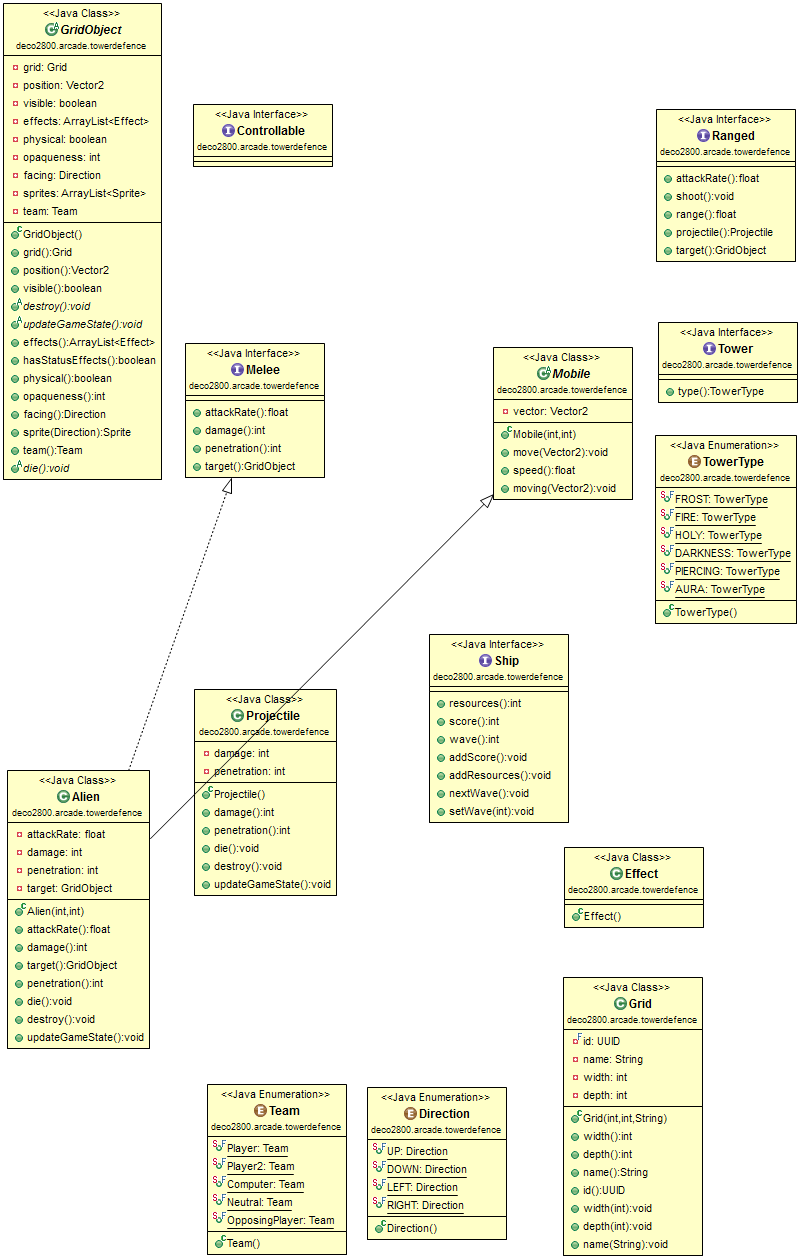 <<Java Class>>
GridObject
deco2800.arcade.towerdefence
grid: Grid
position: Vector2
visible: boolean
effects: ArrayList<Effect>
physical: boolean
opaqueness: int
facing: Direction
sprites: ArrayList<Sprite>
team: Team
GridObject()
grid():Grid
position():Vector2
visible():boolean
destroy():void
updateGameState():void
effects():ArrayList<Effect>
hasStatusEffects():boolean
physical():boolean
opaqueness():int
facing():Direction
sprite(Direction):Sprite
team():Team
die():void
<<Java Interface>>
Controllable
deco2800.arcade.towerdefence
<<Java Interface>>
Ranged
deco2800.arcade.towerdefence
attackRate():float
shoot():void
range():float
projectile():Projectile
target():GridObject
<<Java Interface>>
Melee
deco2800.arcade.towerdefence
attackRate():float
damage():int
penetration():int
target():GridObject
<<Java Class>>
Mobile
deco2800.arcade.towerdefence
vector: Vector2
Mobile(int,int)
move(Vector2):void
speed():float
moving(Vector2):void
<<Java Interface>>
Tower
deco2800.arcade.towerdefence
type():TowerType
<<Java Enumeration>>
TowerType
deco2800.arcade.towerdefence
FROST: TowerType
FIRE: TowerType
HOLY: TowerType
DARKNESS: TowerType
PIERCING: TowerType
AURA: TowerType
TowerType()
<<Java Interface>>
Ship
deco2800.arcade.towerdefence
resources():int
score():int
wave():int
addScore():void
addResources():void
nextWave():void
setWave(int):void
<<Java Class>>
Projectile
deco2800.arcade.towerdefence
damage: int
penetration: int
Projectile()
damage():int
penetration():int
die():void
destroy():void
updateGameState():void
<<Java Class>>
Alien
deco2800.arcade.towerdefence
attackRate: float
damage: int
penetration: int
target: GridObject
Alien(int,int)
attackRate():float
damage():int
target():GridObject
penetration():int
die():void
destroy():void
updateGameState():void
<<Java Class>>
Effect
deco2800.arcade.towerdefence
Effect()
<<Java Class>>
Grid
deco2800.arcade.towerdefence
id: UUID
name: String
width: int
depth: int
Grid(int,int,String)
width():int
depth():int
name():String
id():UUID
width(int):void
depth(int):void
name(String):void
<<Java Enumeration>>
Team
deco2800.arcade.towerdefence
Player: Team
Player2: Team
Computer: Team
Neutral: Team
OpposingPlayer: Team
Team()
<<Java Enumeration>>
Direction
deco2800.arcade.towerdefence
UP: Direction
DOWN: Direction
LEFT: Direction
RIGHT: Direction
Direction()